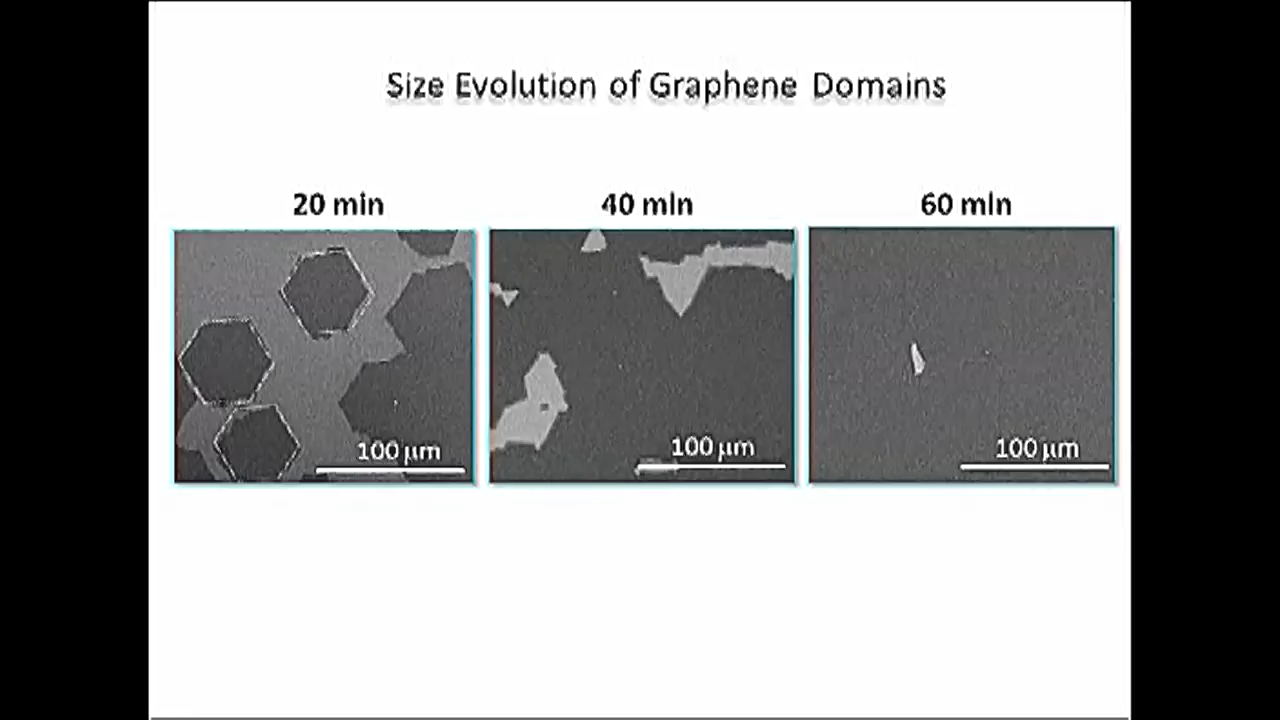 Size Evolution of Graphene Domains
20 min
40 min
60 min
100 μm
100 μm
100 μm